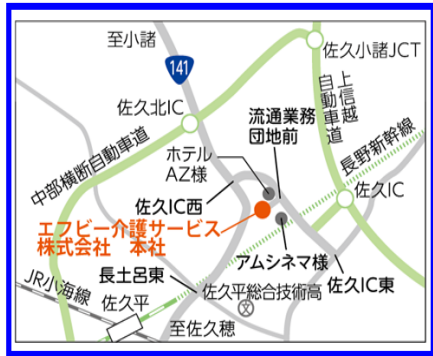 至小諸
141
佐久小諸JCT
佐久北IC
上信越
自動車道
流通業務
団地前
中部横断自動車道
ホテル
AZ様
長野新幹線
佐久IC西
佐久IC
エフビー介護サービス
株式会社 本社
アムシネマ様
長土呂東
佐久平総合技術高
佐久IC東
JR小海線
佐久平
文
至佐久穂